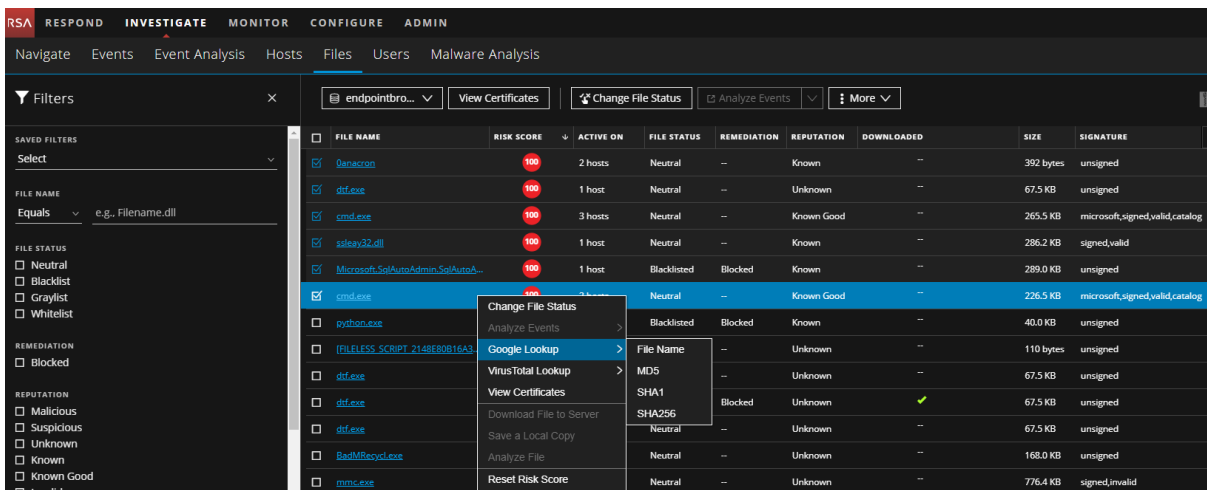 RSA RESPOND INVESTIGATE MONITOR CONFIGURE ADMIN
Navigate Events Event Analysis Hosts Files Users Malware Analysis
Filters
SAVED FILTERS
Select
FILE NAME
Equals e.g., Filename.dll
FILE STATUS
Neutral
Blacklist
Graylist
Whitelist
REMEDIATION
Blocked
REPUTATION
Malicious
Suspicious
Unknown
Known
Known Good
endpointbro... View Certificates Change File Status Analyze Events More
FILE NAME RISK SCORE ACTIVE ON FILE STATUS REMEDIATION REPUTATION DOWNLOADED SIZE SIGNATURE
0anacron 100 2 hosts Neutral -- Known -- 392 bytes unsigned
dtf.exe 100 1 host Neutral -- Unknown -- 67.5 KB unsigned
cmd.exe 100 3 hosts Neutral -- Known Good -- 265.5 KB microsoft,signed,valid,catalog
ssleay32.dll 100 1 host Neutral -- Known -- 286.2 KB signed,valid
Microsoft.SqlAutoAdmin.SqlAutoA... 100 1 host Blacklisted Blocked Known -- 289.0 KB unsigned
cmd.exe 100 hosts Neutral -- Known Good -- 226.5 KB microsoft,signed,valid,catalog
python.exe Blacklisted Blocked Known -- 40.0 KB unsigned
[FILELESS_SCRIPT_2148E80B16A3... -- Unknown -- 110 bytes unsigned
dtf.exe -- Unknown -- 67.5 KB unsigned
dtf.exe Blocked Unknown 67.5 KB unsigned
dtf.exe Neutral -- Unknown -- 67.5 KB unsigned
BadMRecycl.exe Neutral -- Unknown -- 168.0 KB unsigned
mmc.exe Neutral -- Unknown -- 776.4 KB signed,invalid
Change File Status
Analyze Events
Google Lookup
VirusTotal Lookup
View Certificates
Download File to Server
Save a Local Copy
Analyze File
Reset Risk Score
File Name
MD5
SHA1
SHA256